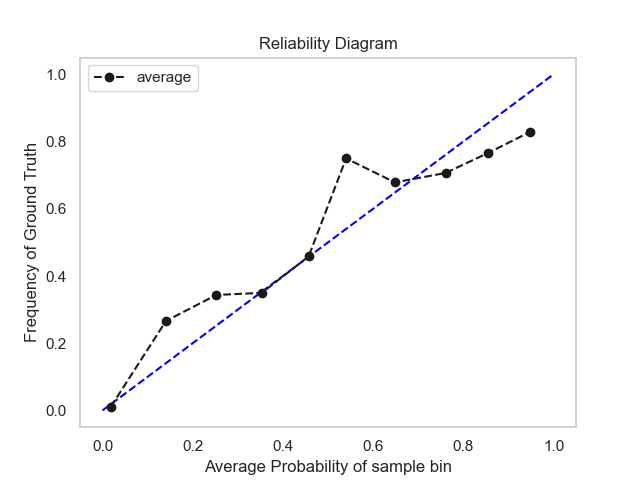 Reliability Diagram
average
1.0
0.8
0.6
0.4
0.2
0.0
Frequency of Ground Truth
0.0 0.2 0.4 0.6 0.8 1.0
Average Probability of sample bin